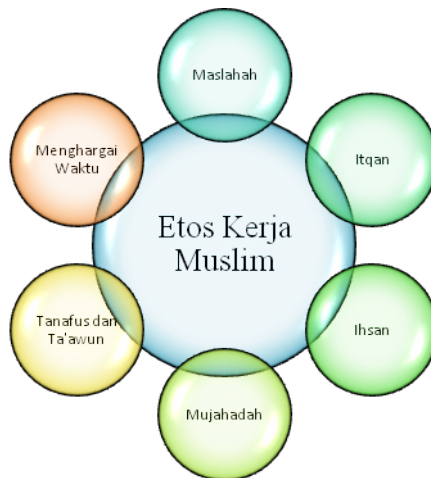 Maslahah
Menghargai
Waktu
Itqan
Etos Kerja
Muslim
Tanafus dan
Ta'awun
Ihsan
Mujahadah